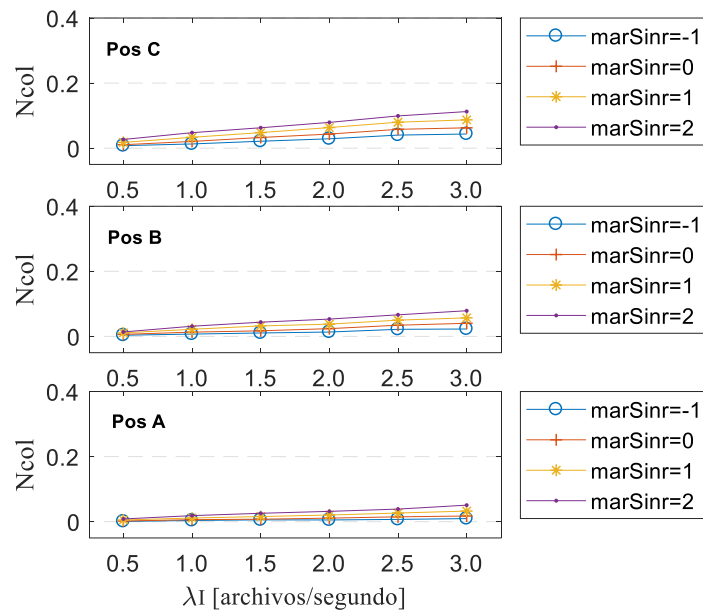 0.4
0.2
0
Ncol
Pos C
0.5 1.0 1.5 2.0 2.5 3.0
marSinr=-1
marSinr=0
marSinr=1
marSinr=2
0.4
0.2
0
Ncol
Pos B
0.5 1.0 1.5 2.0 2.5 3.0
marSinr=-1
marSinr=0
marSinr=1
marSinr=2
0.4
0.2
0
Ncol
Pos A
0.5 1.0 1.5 2.0 2.5 3.0
marSinr=-1
marSinr=0
marSinr=1
marSinr=2
λI [archivos/segundo]